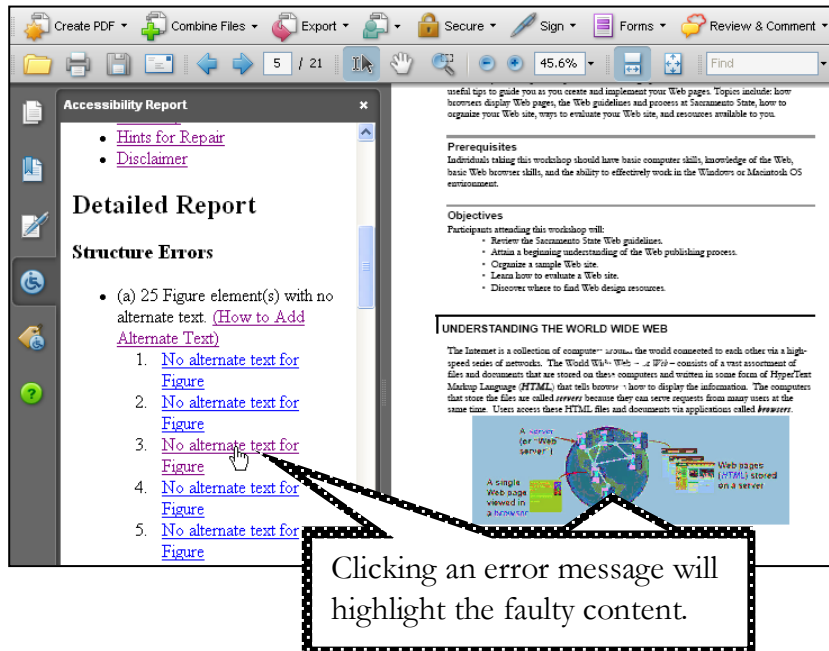 Create PDF Combine Files Export Secure Sign Forms Review & Comment
5 / 21 45.6% Find
Accessibility Report x
Hints for Repair
Disclaimer
Detailed Report
Structure Errors
(a) 25 Figure element(s) with no
alternate text. (How to Add
Alternate Text)
1. No alternate text for
Figure
2. No alternate text for
Figure
3. No alternate text for
Figure
4. No alternate text for
Figure
5. No alternate text for
Figure
useful tips to guide you as you create and implement your Web pages. Topics include: how
browsers display Web pages, the Web guidelines and process at Sacramento State, how to
organize your Web site, ways to evaluate your Web site, and resources available to you.
Prerequisites
Individuals taking this workshop should have basic computer skills, knowledge of the Web,
basic Web browser skills, and the ability to effectively work in the Windows or Macintosh OS
environment.
Objectives
Participants attending this workshop will:
• Review the Sacramento State Web guidelines.
• Attain a beginning understanding of the Web publishing process.
• Organize a sample Web site.
• Learn how to evaluate a Web site.
• Discover where to find Web design resources.
UNDERSTANDING THE WORLD WIDE WEB
The Internet is a collection of computers around the world connected to each other via a high-
speed series of networks. The World Wide Web – or Web – consists of a vast assortment of
files and documents that are stored on these computers and written in some form of HyperText
Markup Language (HTML) that tells browsers how to display the information. The computers
that store the files are called servers because they can serve requests from many users at the
same time. Users access these HTML files and documents via applications called browsers.
A server
(or "Web
server")
Web pages
(HTML) stored
on a server
A single
Web page
viewed in
a browser
Clicking an error message will
highlight the faulty content.